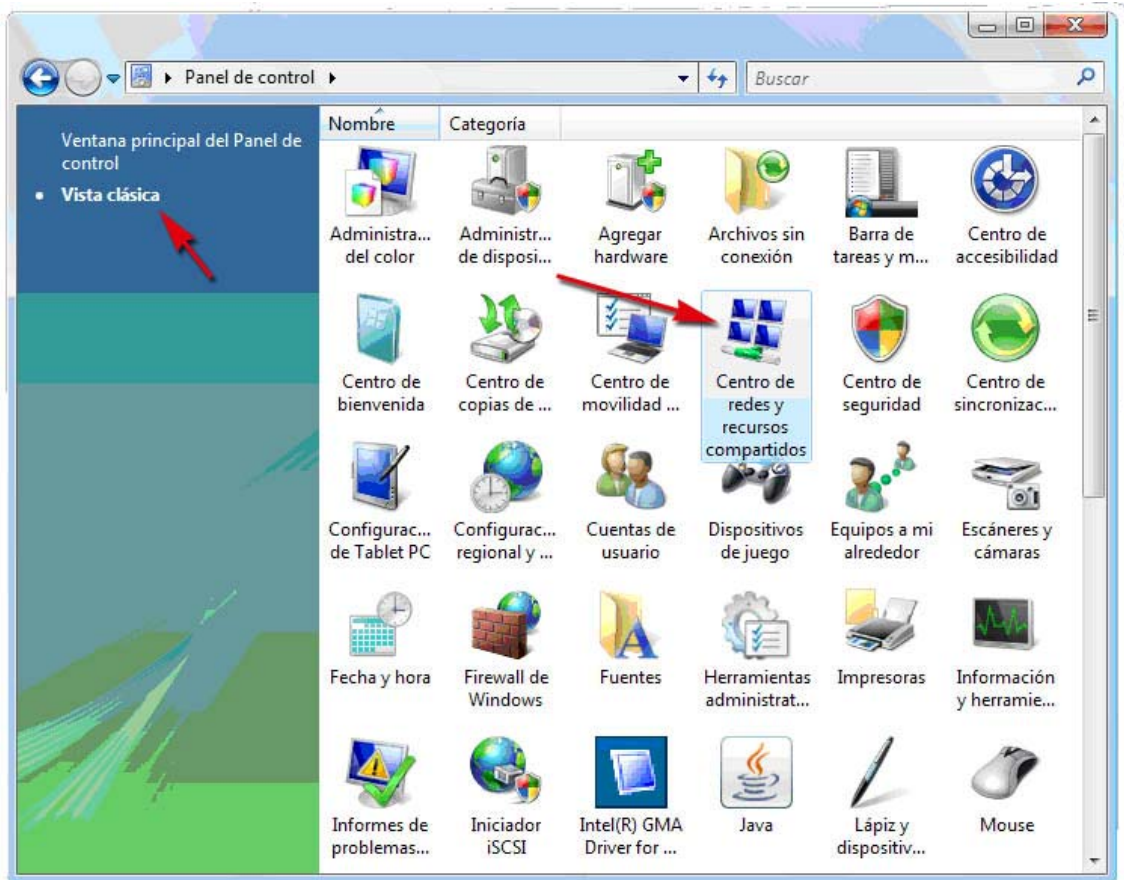 Panel de control
Buscar
Ventana principal del Panel de
control
Vista clásica
Nombre Categoría
Administra...
del color
Administr...
de disposi...
Agregar
hardware
Archivos sin
conexión
Barra de
tareas y m...
Centro de
accesibilidad
Centro de
bienvenida
Centro de
copias de ...
Centro de
movilidad ...
Centro de
redes y
recursos
compartidos
Centro de
seguridad
Centro de
sincronizac...
Configurac...
de Tablet PC
Configurac...
regional y ...
Cuentas de
usuario
Dispositivos
de juego
Equipos a mi
alrededor
Escáneres y
cámaras
Fecha y hora
Firewall de
Windows
Fuentes
Herramientas
administrat...
Impresoras
Información
y herramie...
Informes de
problemas...
Iniciador
iSCSI
Intel(R) GMA
Driver for ...
Java
Lápiz y
dispositiv...
Mouse